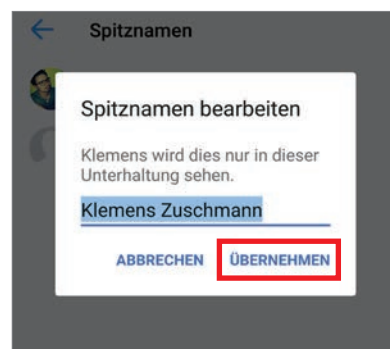 Spitznamen
Spitznamen bearbeiten
Klemens wird dies nur in dieser
Unterhaltung sehen.
Klemens Zuschmann
ABBRECHEN ÜBERNEHMEN